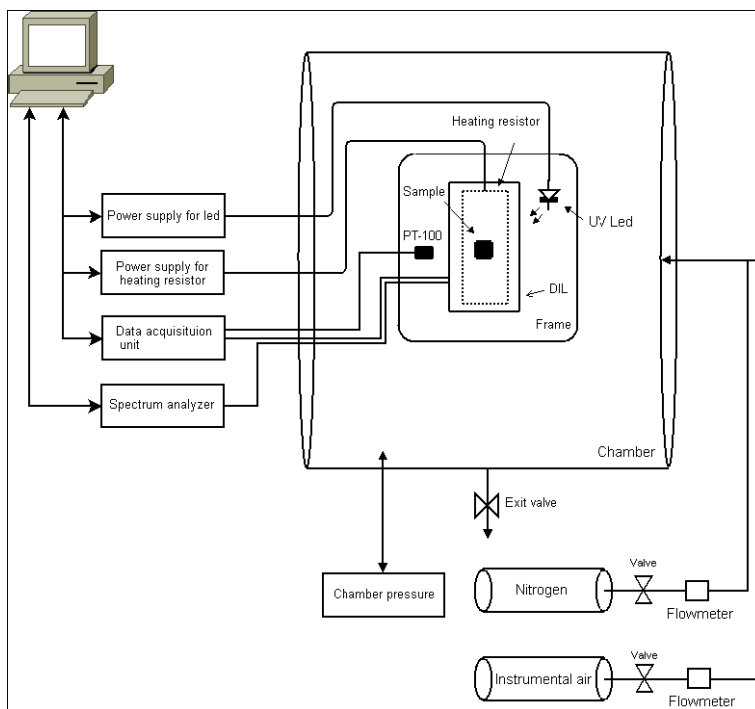 Heating resistor
Sample
Power supply for led
UV Led
PT-100
Power supply for
heating resistor
DIL
Data acquisituion
unit
Frame
Spectrum analyzer
Chamber
Exit valve
Valve
Chamber pressure
Nitrogen
Flowmeter
Valve
Instrumental air
Flowmeter